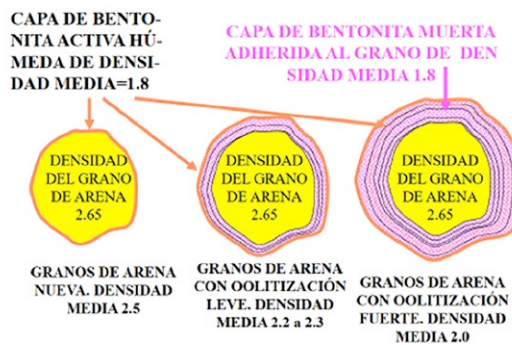 CAPA DE BENTO-
NITA ACTIVA HÚ-
MEDA DE DENSI-
DAD MEDIA=1.8
CAPA DE BENTONITA MUERTA
ADHERIDA AL GRANO DE DEN
SIDAD MEDIA 1.8
DENSIDAD
DEL GRANO
DE ARENA
2.65
DENSIDAD
DEL GRANO
DE ARENA
2.65
DENSIDAD
DEL GRANO
DE ARENA
2.65
GRANOS DE ARENA
NUEVA. DENSIDAD
MEDIA 2.5
GRANOS DE ARENA
CON OOLITIZACIÓN
LEVE. DENSIDAD
MEDIA 2.2 a 2.3
GRANOS DE ARENA
CON OOLITIZACIÓN
FUERTE. DENSIDAD
MEDIA 2.0